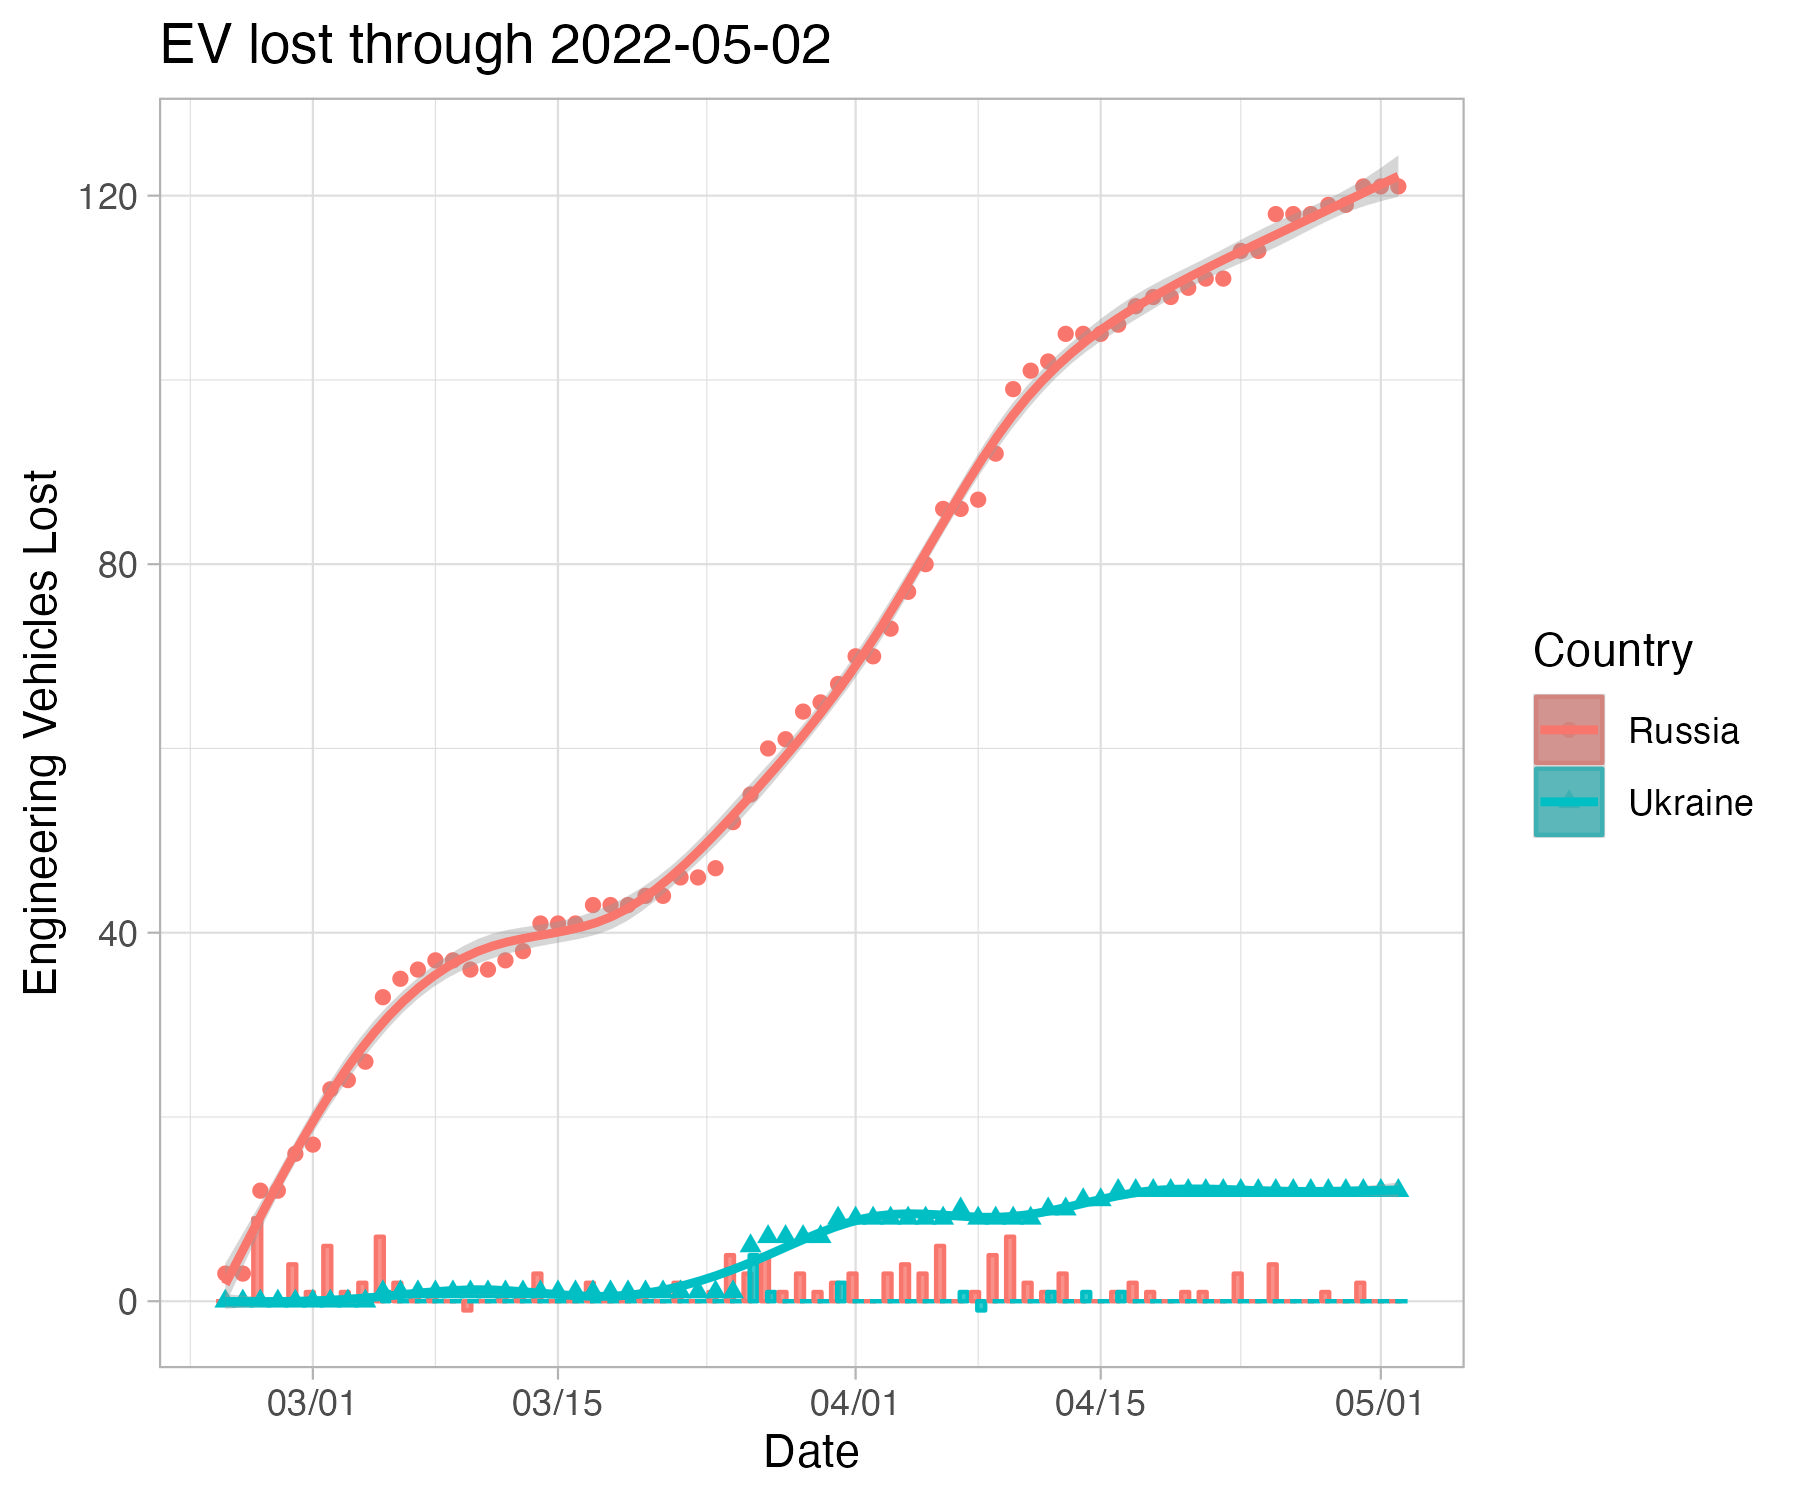 EV lost through 2022-05-02
Engineering Vehicles Lost
120
80
40
0
03/01
03/15
04/01
04/15
05/01
Date
Country
Russia
Ukraine